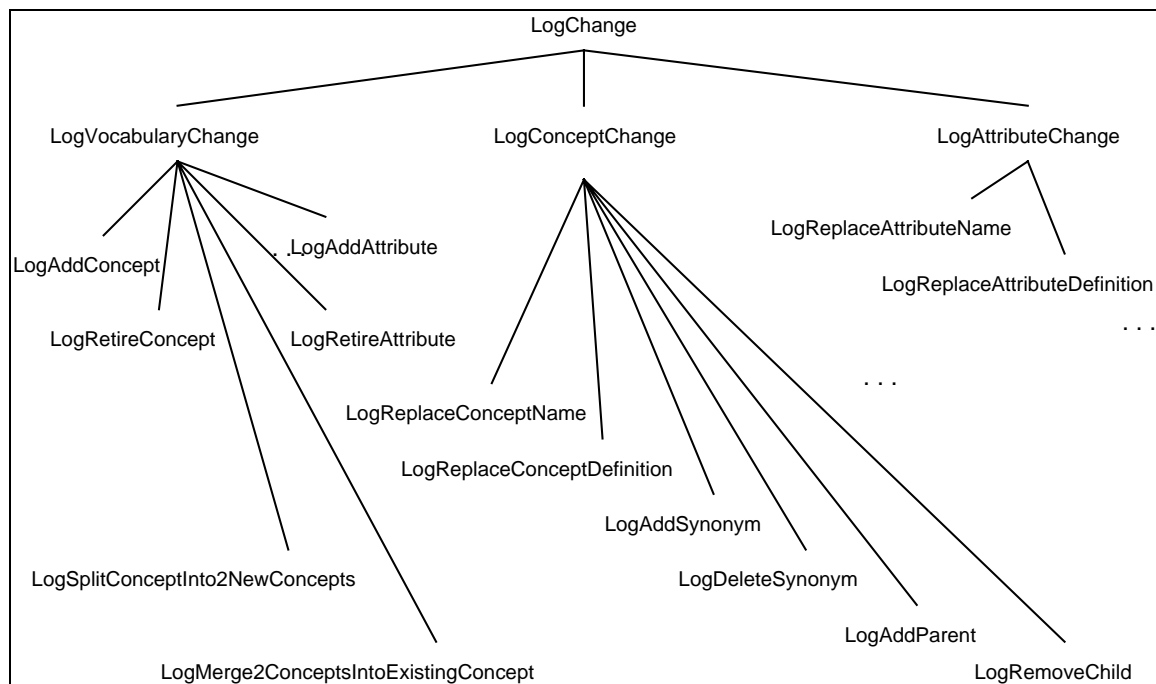 LogChange
LogVocabularyChange
LogConceptChange
LogAttributeChange
LogReplaceAttributeName
LogAddAttribute
. . .
LogAddConcept
LogReplaceAttributeDefinition
. . .
LogRetireConcept
LogRetireAttribute
. . .
LogReplaceConceptName
LogReplaceConceptDefinition
LogAddSynonym
LogSplitConceptInto2NewConcepts
LogDeleteSynonym
LogAddParent
LogMerge2ConceptsIntoExistingConcept
LogRemoveChild